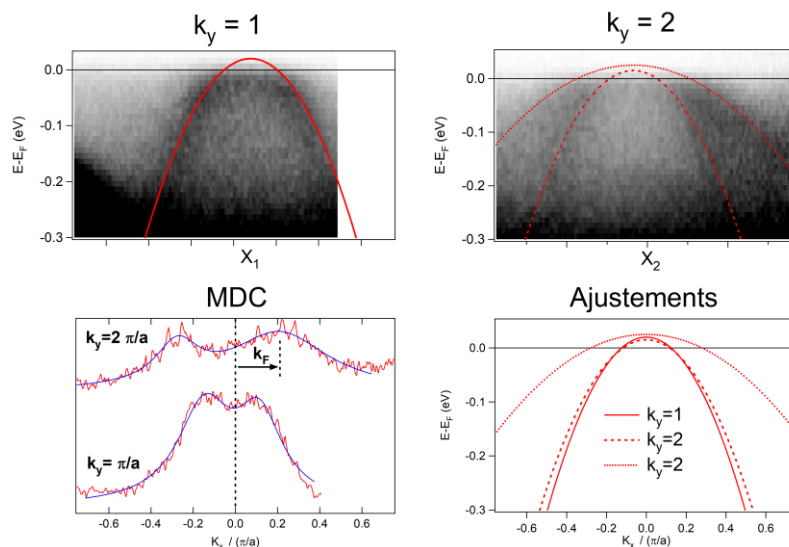 k_y = 1
k_y = 2
E-E_F (eV)
0.0
-0.1
-0.2
-0.3
X_1
E-E_F (eV)
0.0
-0.1
-0.2
-0.3
X_2
MDC
Ajustements
k_y=2 π/a
k_F
k_y= π/a
-0.6 -0.4 -0.2 0.0 0.2 0.4 0.6
K_x / (π/a)
E-E_F (eV)
0.0
-0.1
-0.2
-0.3
k_y=1
k_y=2
k_y=2
-0.6 -0.4 -0.2 0.0 0.2 0.4 0.6
K_x / (π/a)